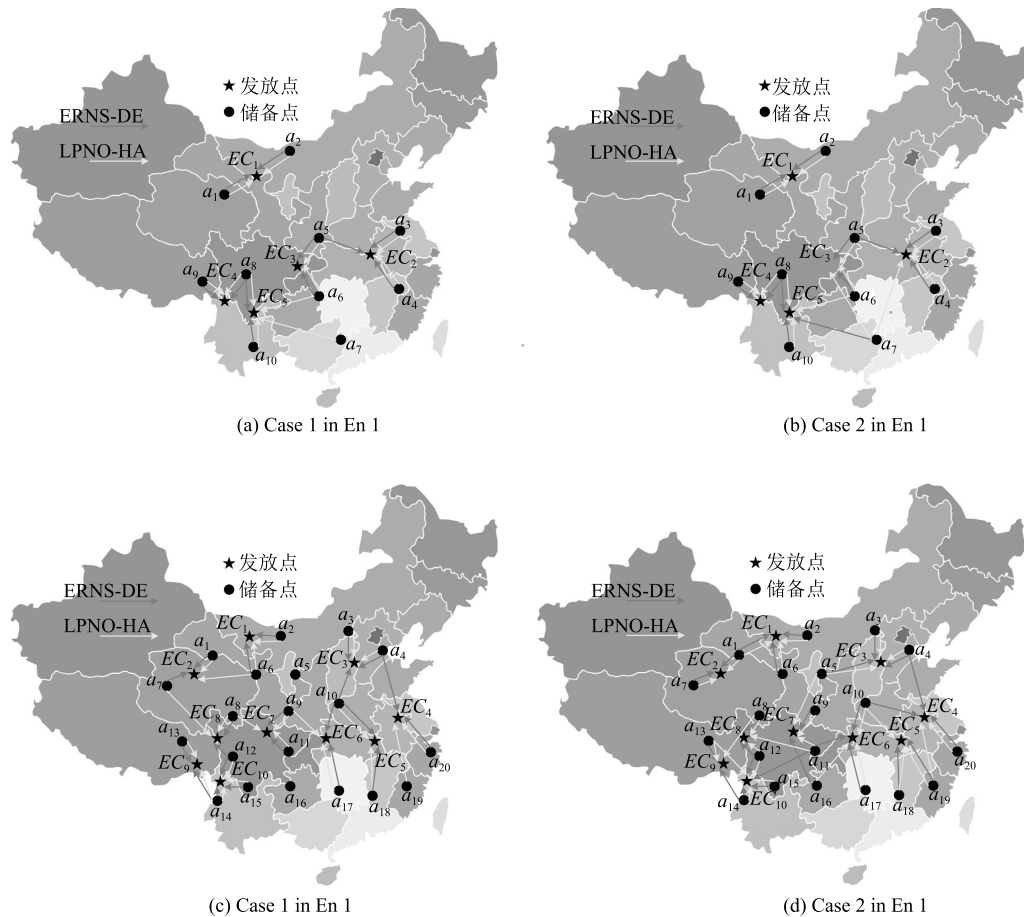 发放点
储备点
ERNS-DE
LPNO-HA
a₂
EC₁
a₁
a₃
a₅
EC₂
EC₃
a₈
EC₄
a₉
EC₅
a₆
a₄
a₇
a₁₀
(a) Case 1 in En 1
发放点
储备点
ERNS-DE
LPNO-HA
a₂
EC₁
a₁
a₃
a₅
EC₂
EC₃
a₈
EC₄
a₉
EC₅
a₆
a₄
a₇
a₁₀
(b) Case 2 in En 1
发放点
储备点
ERNS-DE
LPNO-HA
EC₁
a₂
a₃
a₁
EC₂
a₇
a₆
a₅
EC₃
a₄
a₁₀
a₈
a₉
EC₈
EC₇
EC₄
a₁₃
a₁₂
a₁₁
EC₆
EC₉
EC₁₀
EC₅
a₂₀
a₁₄
a₁₅
a₁₆
a₁₇
a₁₈
a₁₉
(c) Case 1 in En 1
发放点
储备点
ERNS-DE
LPNO-HA
EC₁
a₂
a₃
a₁
EC₂
a₇
a₆
a₅
EC₃
a₄
a₁₀
a₈
a₉
EC₈
EC₇
EC₄
a₁₃
a₁₂
a₁₁
EC₆
EC₅
EC₉
a₂₀
a₁₄
EC₁₀
a₁₅
a₁₆
a₁₇
a₁₈
a₁₉
(d) Case 2 in En 1